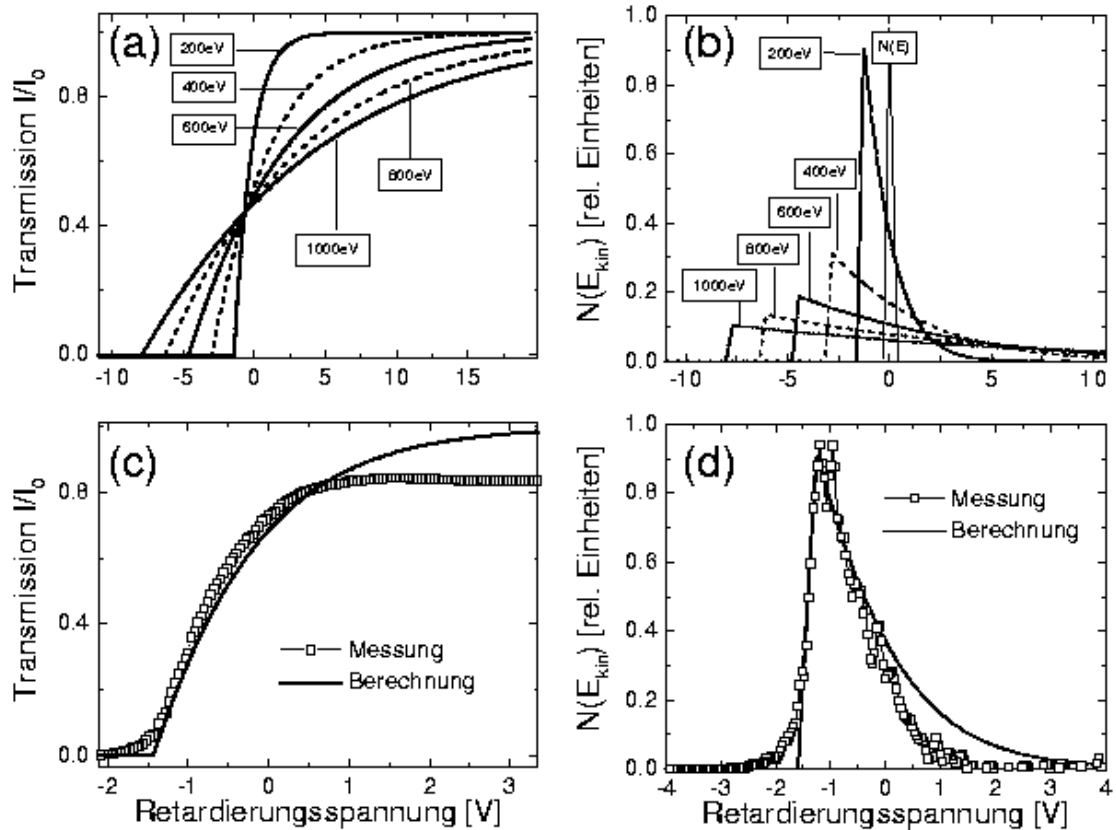 (a)
Transmission I/I0
0.8
0.4
0.0
200eV
400eV
600eV
800eV
1000eV
-10 -5 0 5 10 15
(b)
N(Ekin) [rel. Einheiten]
1.0
0.8
0.6
0.4
0.2
0.0
200eV
N(E)
400eV
600eV
800eV
1000eV
-10 -5 0 5 10
(c)
Transmission I/I0
0.8
0.4
0.0
Messung
Berechnung
-2 -1 0 1 2 3
Retardierungsspannung [V]
(d)
N(Ekin) [rel. Einheiten]
1.0
0.8
0.6
0.4
0.2
0.0
Messung
Berechnung
-4 -3 -2 -1 0 1 2 3 4
Retardierungsspannung [V]